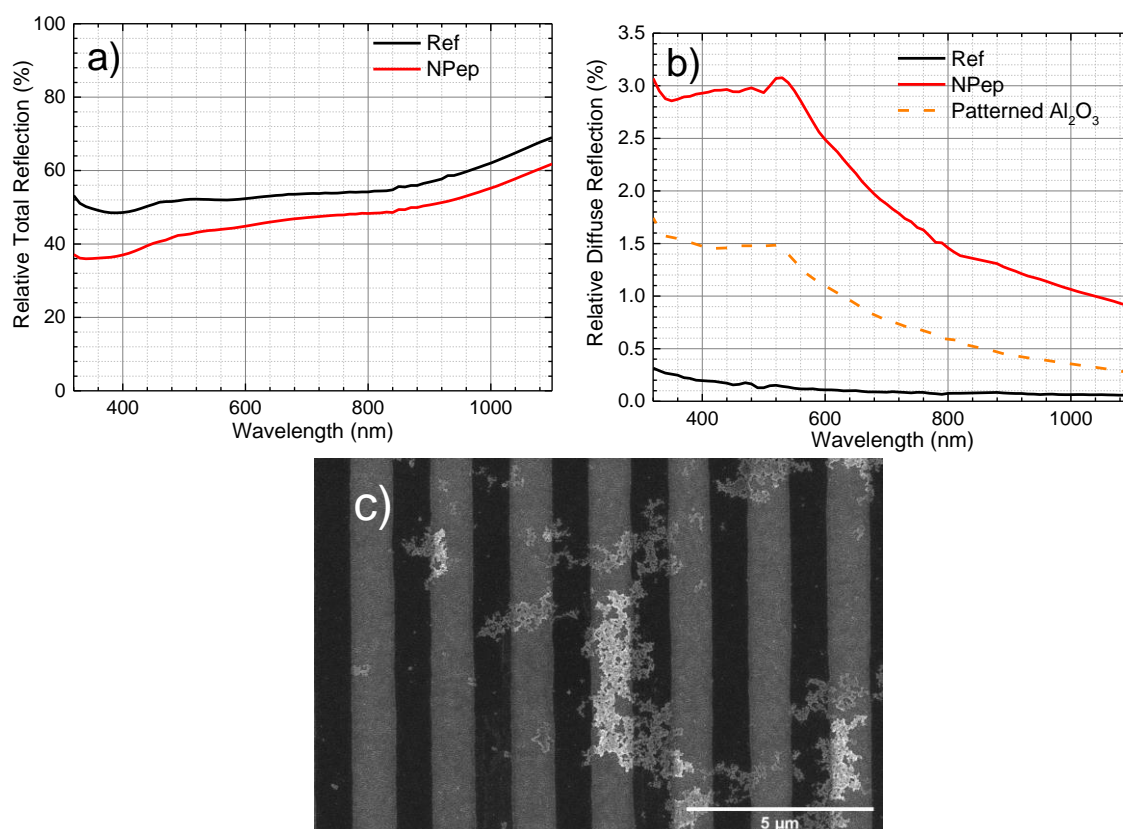 a)
Ref
NPep
Relative Total Reflection (%)
100
80
60
40
20
0
400
600
800
1000
Wavelength (nm)
b)
Ref
NPep
Patterned Al₂O₃
Relative Diffuse Reflection (%)
3.5
3.0
2.5
2.0
1.5
1.0
0.5
0.0
400
600
800
1000
Wavelength (nm)
c)
5 μm